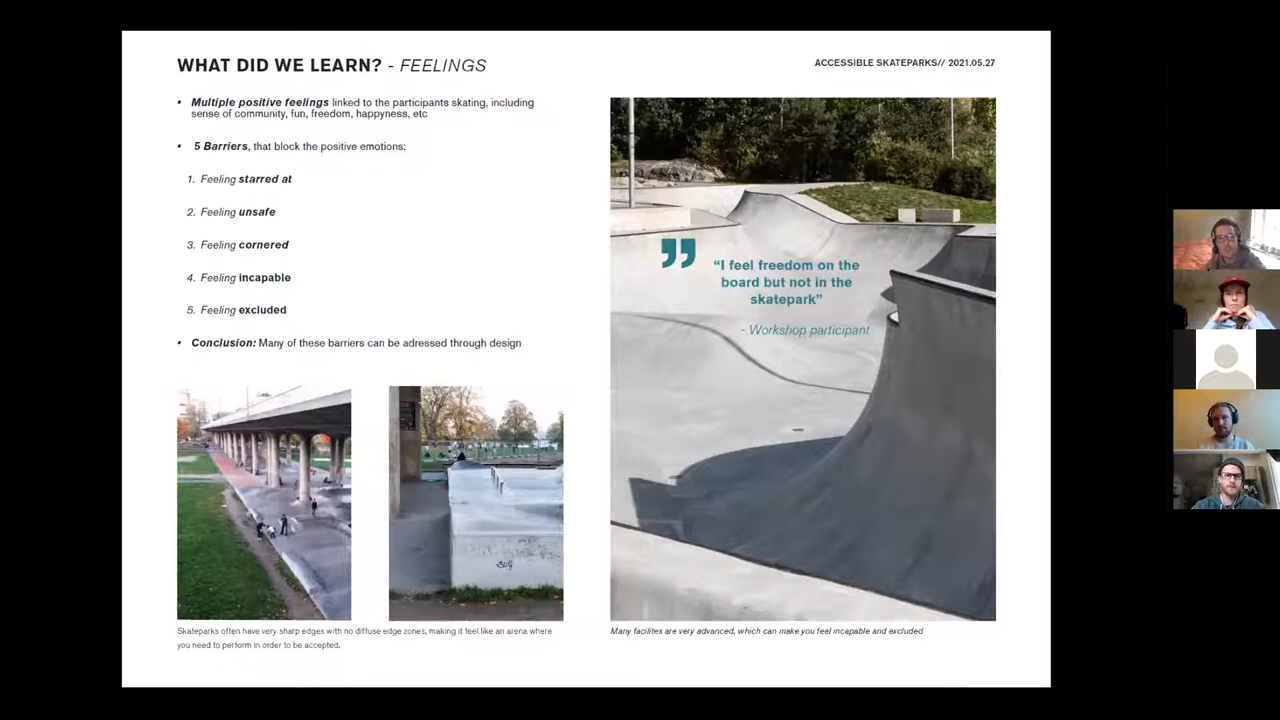 WHAT DID WE LEARN? - FEELINGS
ACCESSIBLE SKATEPARKS// 2021.05.27
• Multiple positive feelings linked to the participants skating, including
sense of community, fun, freedom, happyness, etc
• 5 Barriers, that block the positive emotions:
1. Feeling starred at
2. Feeling unsafe
3. Feeling cornered
4. Feeling incapable
5. Feeling excluded
• Conclusion: Many of these barriers can be adressed through design
Skateparks often have very sharp edges with no diffuse edge zones, making it feel like an arena where
you need to perform in order to be accepted.
”
“I feel freedom on the
board but not in the
skatepark”
- Workshop participant
Many facilites are very advanced, which can make you feel incapable and excluded